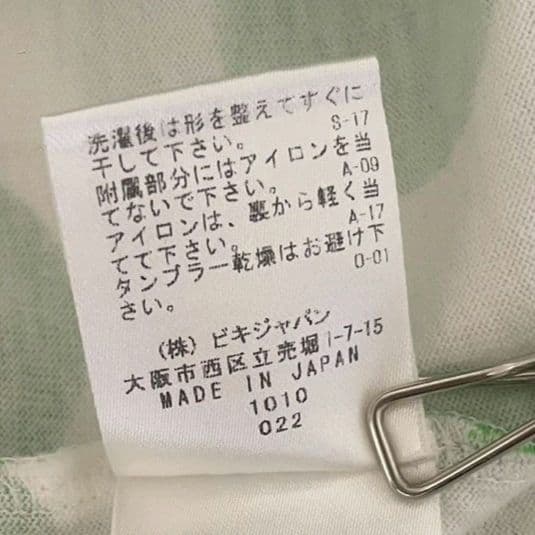 洗濯後は形を整えですぐに
干して下さい。 S-17
附属部分にはアイロンを当
てないで下さい。 A-09
アイロンは、裏から軽く当
てて下さい。 A-17
タンブラー乾燥はお避け下
さい。 O-01
(株) ビキジャパン
大阪市西区立売堀1-7-15
MADE IN JAPAN
1010
022